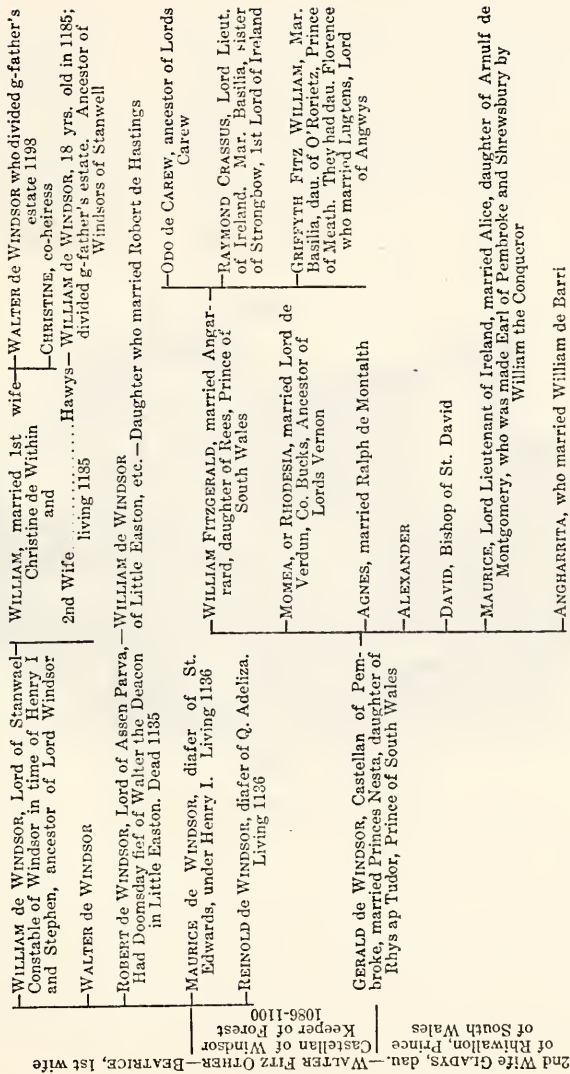 2nd Wife GLADYS, dau.—WALTER OTHER FITZ OTHER—BEATRICE, 1st wife
of Rhiwallon, Prince
of South Wales
Castellan of Windsor
Keeper of Forest
1086-1100
WILLIAM de WINDSOR, Lord of Stanwael—
Constable of Windsor in time of Henry I
and Stephen, ancestor of Lord Windsor
WILLIAM, married 1st wife
Christine de Within
and
2nd Wife...........Hawys—
living 1135
WALTER de WINDSOR who divided g-father's
estate 1198
CHRISTINE, co-heiress
WILLIAM de WINDSOR, 18 yrs. old in 1185;
divided g-father's estate. Ancestor of
Windsors of Stanwell
WALTER de WINDSOR
ROBERT de WINDSOR, Lord of Assen Parva,—WILLIAM de WINDSOR
Had Doomsday fief of Walter the Deacon of Little Easton, etc.—Daughter who married Robert de Hastings
in Little Easton. Dead 1135
MAURICE de WINDSOR, diafer of St.
Edwards, under Henry I. Living 1136
REINOLD de WINDSOR, diafer of Q. Adeliza.
Living 1136
GERALD de WINDSOR, Castellan of Pem-
broke, married Princes Nesta, daughter of
Rhys ap Tudor, Prince of South Wales
WILLIAM FITZGERALD, married Angar-
rard, daughter of Rees, Prince of
South Wales
ODO de CAREW, ancestor of Lords
Carew
RAYMOND CRASSUS, Lord Lieut.
of Ireland. Mar. Basilia, sister
of Strongbow, 1st Lord of Ireland
GRIFFYTH FITZ WILLIAM, Mar.
Basilia, dau. of O'Rorietz, Prince
of Meath. They had dau. Florence
who married Lugtens, Lord
of Angwys
MOMEA, or RHODESIA, married Lord de
Verdun, Co. Bucks, Ancestor of
Lords Vernon
AGNES, married Ralph de Montalth
ALEXANDER
DAVID, Bishop of St. David
MAURICE, Lord Lieutenant of Ireland, married Alice, daughter of Arnulf de
Montgomery, who was made Earl of Pembroke and Shrewsbury by
William the Conqueror
ANGHARRITA, who married William de Barri